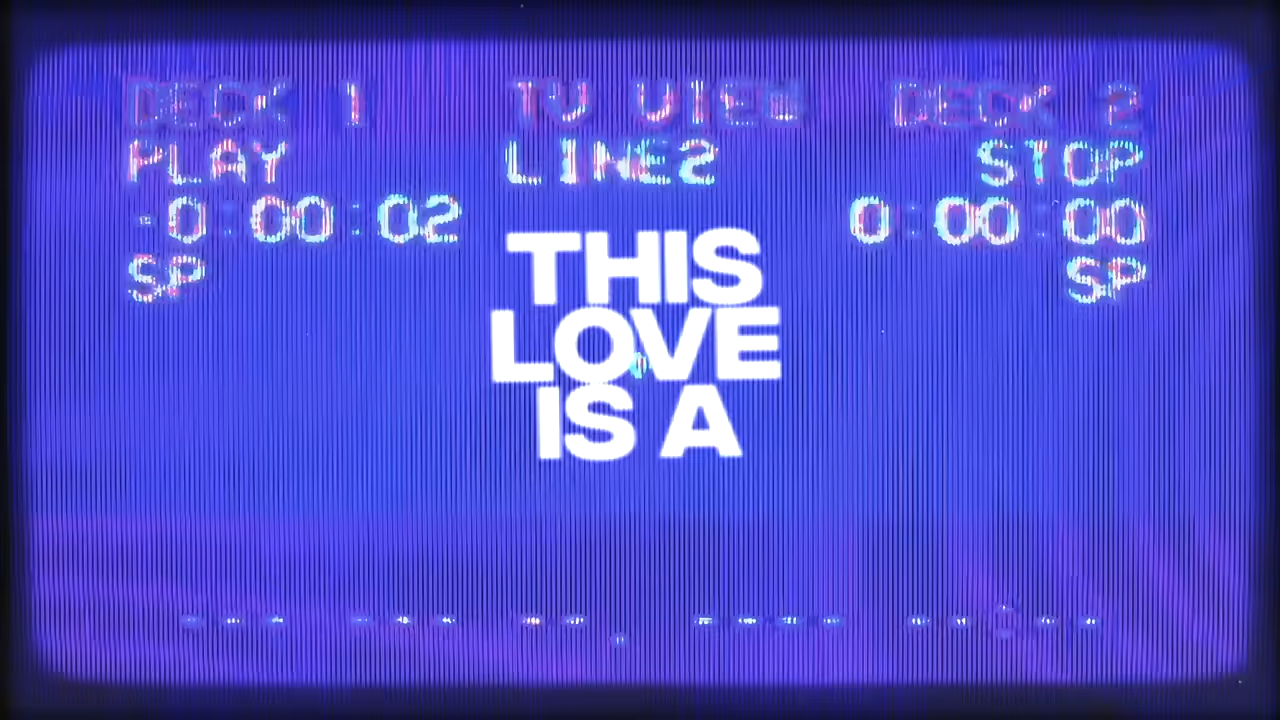 DECK 1 TV VIEW DECK 2
PLAY LINE2 STOP
-0:00:02 0:00:00
SP SP
THIS
LOVE
IS A
--- --- -- ---- --:--